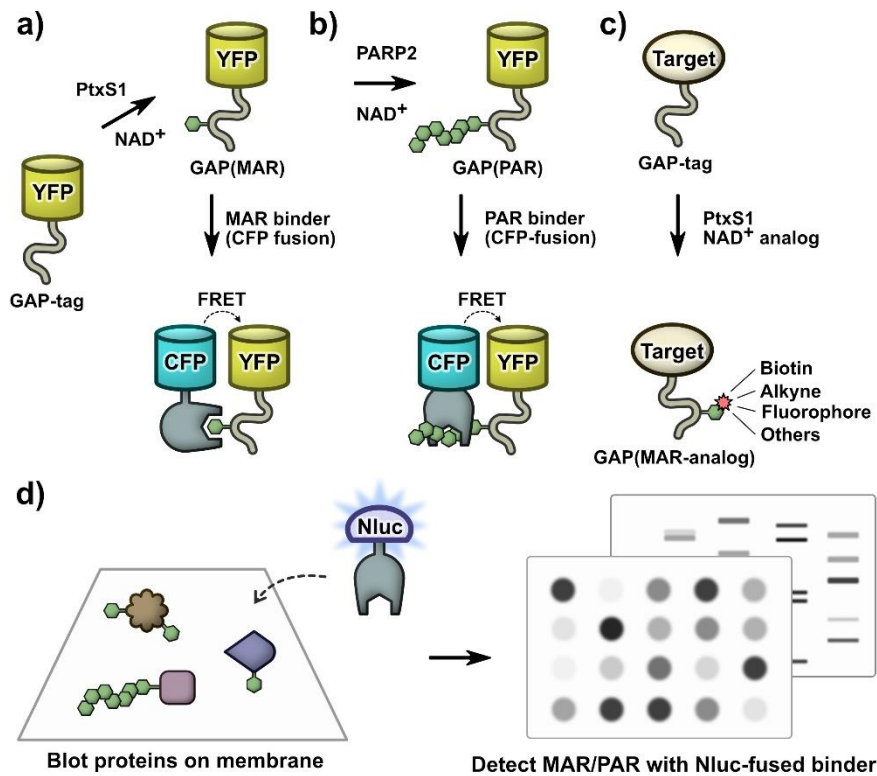 a)
YFP
GAP-tag
PtxS1
NAD+
YFP
GAP(MAR)
MAR binder
(CFP fusion)
FRET
CFP
YFP
b)
PARP2
NAD+
YFP
GAP(PAR)
PAR binder
(CFP-fusion)
FRET
CFP
YFP
c)
Target
GAP-tag
PtxS1
NAD+ analog
Target
Biotin
Alkyne
Fluorophore
Others
GAP(MAR-analog)
d)
Nluc
Blot proteins on membrane
Detect MAR/PAR with Nluc-fused binder